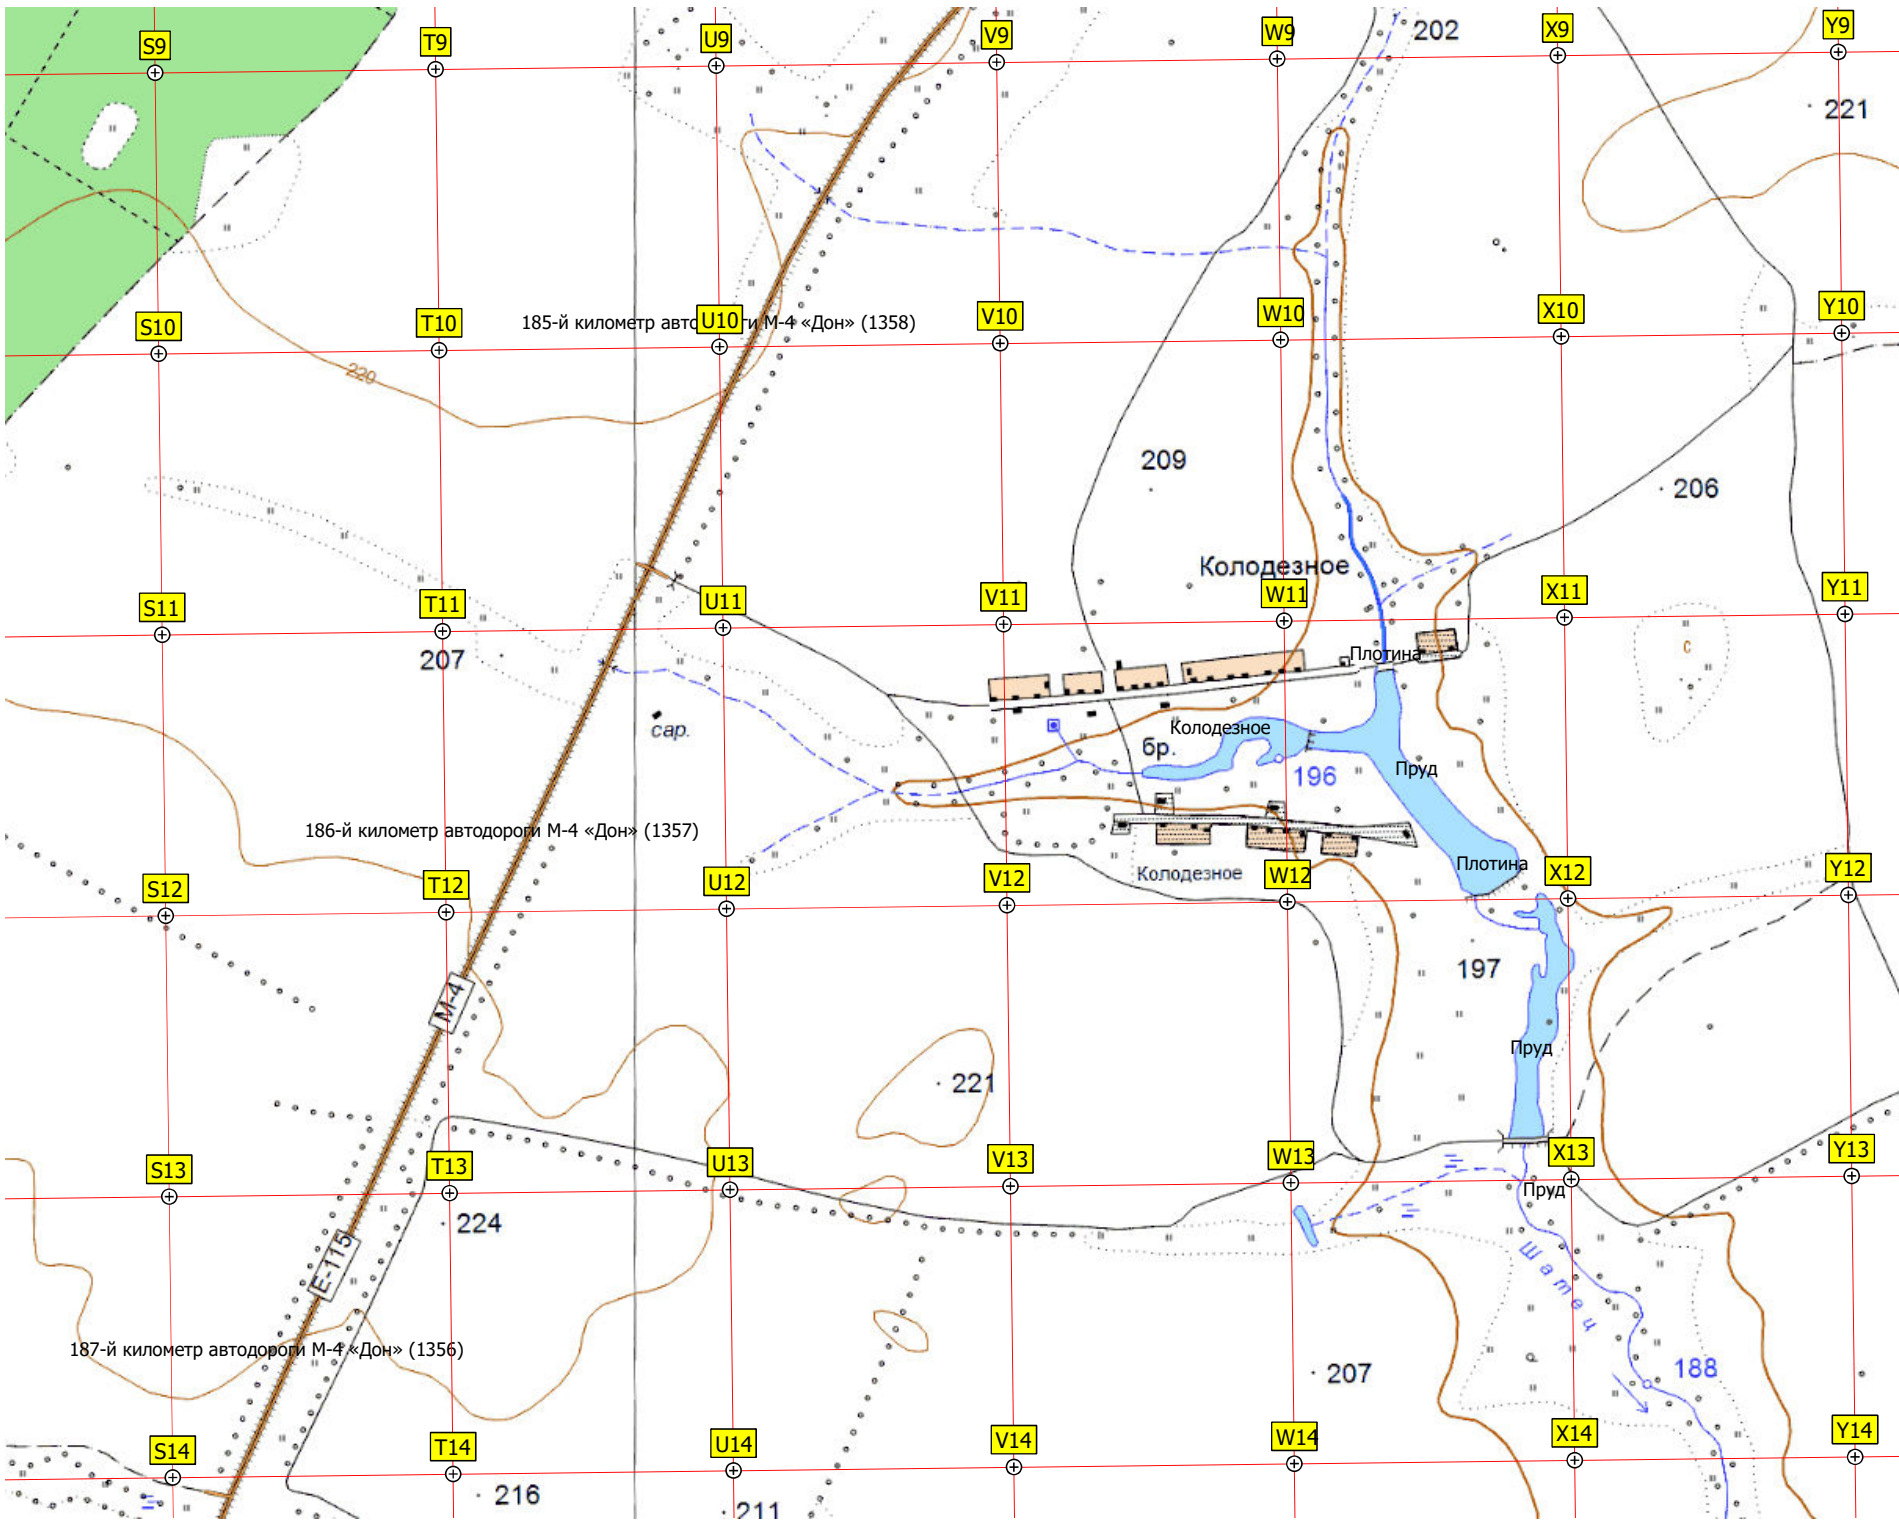 202
S9
T9
U9
V9
W9
X9
Y9
221
S10
T10
185-й километр автодороги М-4 «Дон» (1358)
U10
V10
W10
X10
Y10
220
209
206
Колодезное
S11
T11
U11
V11
W11
X11
Y11
207
Плотина
С
сар.
Колодезное
бр.
196
Пруд
186-й километр автодороги М-4 «Дон» (1357)
Плотина
Колодезное
S12
T12
U12
V12
W12
X12
Y12
197
М-4
Пруд
221
S13
T13
U13
V13
W13
X13
Y13
Пруд
224
Е-115
Шатец
187-й километр автодороги М-4 «Дон» (1356)
207
188
S14
T14
U14
V14
W14
X14
Y14
216
211